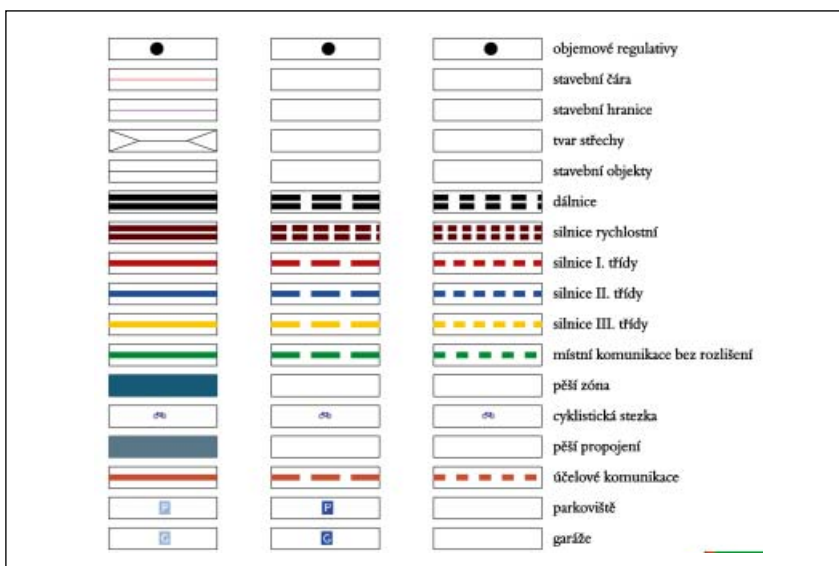 objemové regulativy
stavební čára
stavební hranice
tvar střechy
stavební objekty
dálnice
silnice rychlostní
silnice I. třídy
silnice II. třídy
silnice III. třídy
místní komunikace bez rozlišení
pěší zóna
cyklistická stezka
pěší propojení
účelové komunikace
P P parkoviště
G G garáže